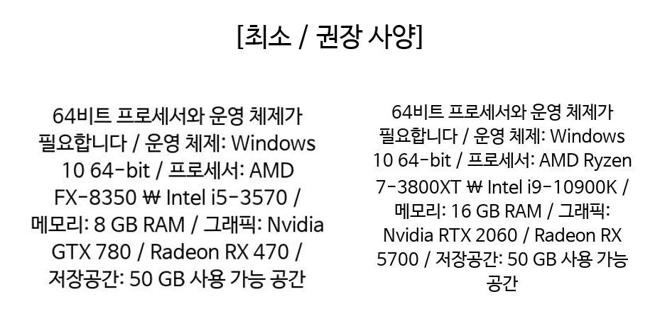 [최소 / 권장 사양]
64비트 프로세서와 운영 체제가
필요합니다 / 운영 체제: Windows
10 64-bit / 프로세서: AMD
FX-8350 ₩ Intel i5-3570 /
메모리: 8 GB RAM / 그래픽: Nvidia
GTX 780 / Radeon RX 470 /
저장공간: 50 GB 사용 가능 공간
64비트 프로세서와 운영 체제가
필요합니다 / 운영 체제: Windows
10 64-bit / 프로세서: AMD Ryzen
7-3800XT ₩ Intel i9-10900K /
메모리: 16 GB RAM / 그래픽:
Nvidia RTX 2060 / Radeon RX
5700 / 저장공간: 50 GB 사용 가능
공간